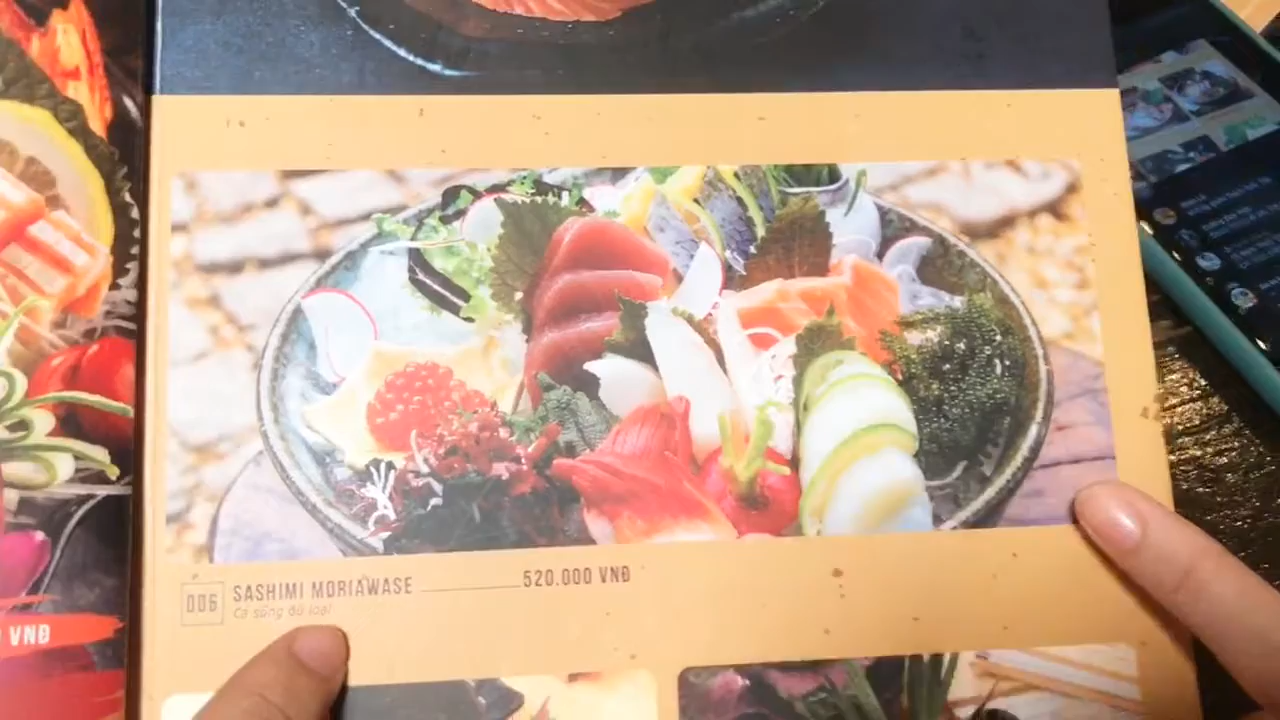 006
SASHIMI MORIAWASE 520.000 VNĐ
Cá sống đủ loại
VNĐ